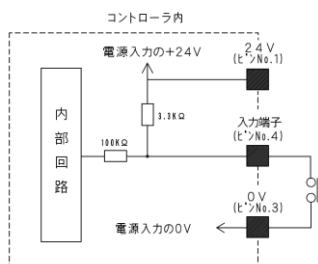 コントローラ内
電源入力の+24V
24V
(ピンNo.1)
内部回路
3.3KΩ
100KΩ
入力端子
(ピンNo.4)
0V
(ピンNo.3)
電源入力の0V